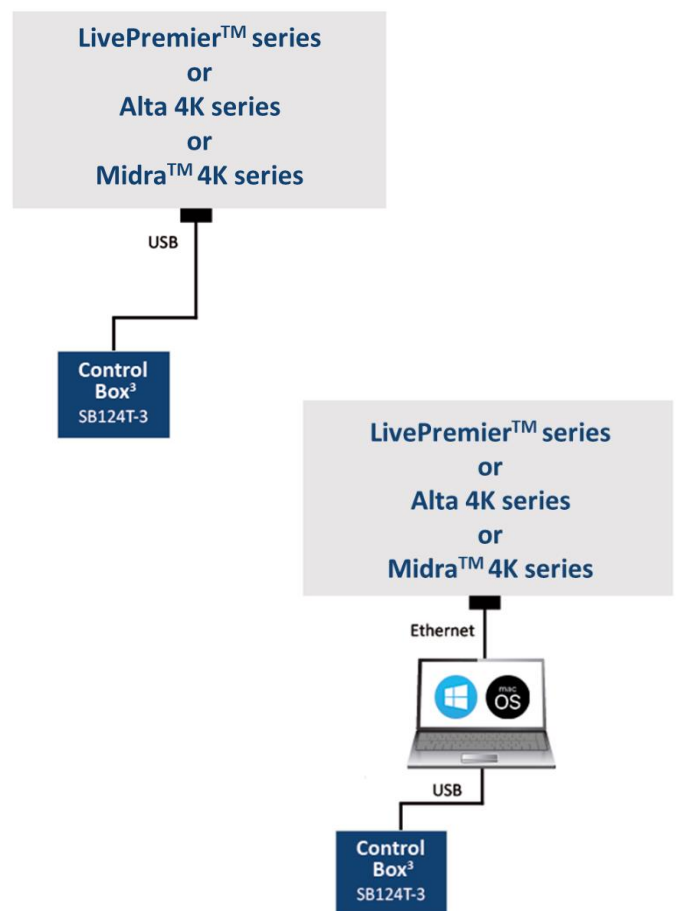 LivePremier™ series
or
Alta 4K series
or
Midra™ 4K series
USB
Control
Box³
SB124T-3
LivePremier™ series
or
Alta 4K series
or
Midra™ 4K series
Ethernet
mac
OS
USB
Control
Box³
SB124T-3